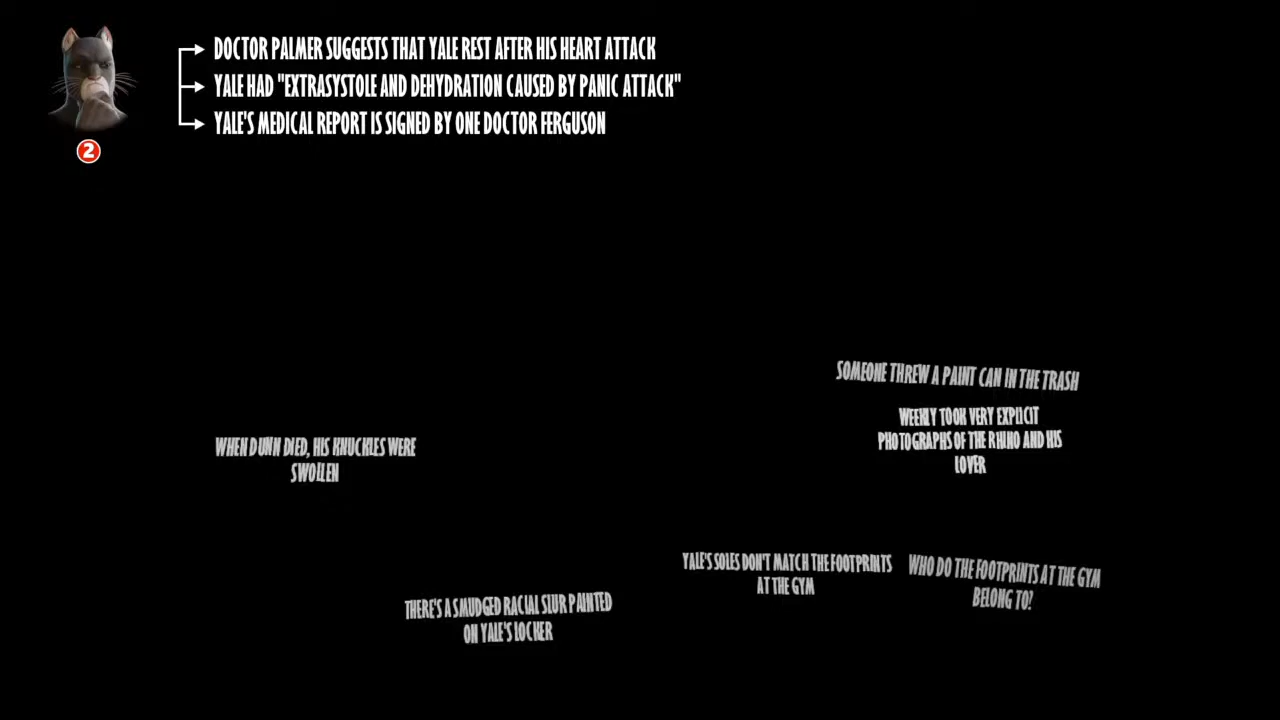 DOCTOR PALMER SUGGESTS THAT YALE REST AFTER HIS HEART ATTACK
YALE HAD "EXTRASYSTOLE AND DEHYDRATION CAUSED BY PANIC ATTACK"
YALE'S MEDICAL REPORT IS SIGNED BY ONE DOCTOR FERGUSON
2
SOMEONE THREW A PAINT CAN IN THE TRASH
WEEKLY TOOK VERY EXPLICIT
PHOTOGRAPHS OF THE RHINO AND HIS
LOVER
WHEN DUNN DIED, HIS KNUCKLES WERE
SWOLLEN
YALE'S SOLES DON'T MATCH THE FOOTPRINTS
AT THE GYM
WHO DO THE FOOTPRINTS AT THE GYM
BELONG TO?
THERE'S A SMUDGED RACIAL SLUR PAINTED
ON YALE'S LOCKER